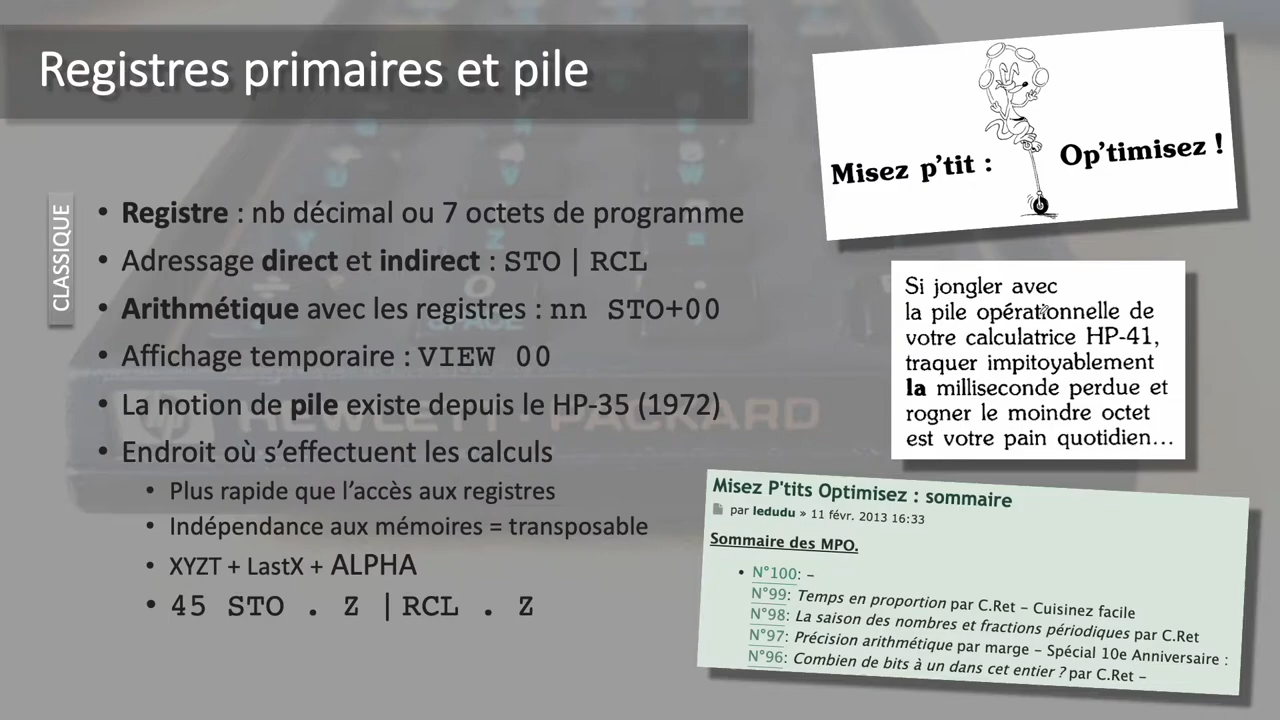 Registres primaires et pile
CLASSIQUE
• Registre : nb décimal ou 7 octets de programme
• Adressage direct et indirect : STO | RCL
• Arithmétique avec les registres : nn STO+00
• Affichage temporaire : VIEW 00
• La notion de pile existe depuis le HP-35 (1972)
• Endroit où s’effectuent les calculs
• Plus rapide que l’accès aux registres
• Indépendance aux mémoires = transposable
• XYZT + LastX + ALPHA
• 45 STO . Z | RCL . Z
Misez p’tit : Op’timisez !
Si jongler avec
la pile opérationnelle de
votre calculatrice HP-41,
traquer impitoyablement
la milliseconde perdue et
rogner le moindre octet
est votre pain quotidien…
Misez P'tits Optimisez : sommaire
par ledudu » 11 févr. 2013 16:33
Sommaire des MPO.
• N°100: –
N°99: Temps en proportion par C.Ret – Cuisinez facile
N°98: La saison des nombres et fractions périodiques par C.Ret
N°97: Précision arithmétique par marge – Spécial 10e Anniversaire :
N°96: Combien de bits à un dans cet entier ? par C.Ret –
hp HEWLETT · PACKARD
SPACE